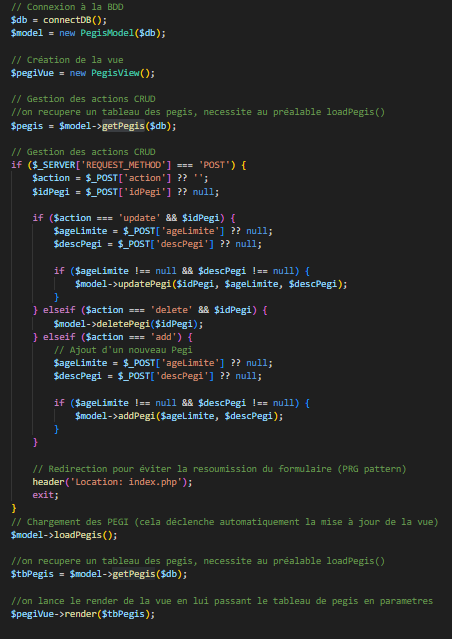 // Connexion à la BDD
$db = connectDB();
$model = new PegisModel($db);
// Création de la vue
$pegiVue = new PegisView();
// Gestion des actions CRUD
//on recupere un tableau des pegis, necessite au préalable loadPegis()
$pegis = $model->getPegis($db);
// Gestion des actions CRUD
if ($_SERVER['REQUEST_METHOD'] === 'POST') {
$action = $_POST['action'] ?? '';
$idPegi = $_POST['idPegi'] ?? null;
if ($action === 'update' && $idPegi) {
$ageLimite = $_POST['ageLimite'] ?? null;
$descPegi = $_POST['descPegi'] ?? null;
if ($ageLimite !== null && $descPegi !== null) {
$model->updatePegi($idPegi, $ageLimite, $descPegi);
}
} elseif ($action === 'delete' && $idPegi) {
$model->deletePegi($idPegi);
} elseif ($action === 'add') {
// Ajout d'un nouveau Pegi
$ageLimite = $_POST['ageLimite'] ?? null;
$descPegi = $_POST['descPegi'] ?? null;
if ($ageLimite !== null && $descPegi !== null) {
$model->addPegi($ageLimite, $descPegi);
}
}
// Redirection pour éviter la resoumission du formulaire (PRG pattern)
header('Location: index.php');
exit;
}
// Chargement des PEGI (cela déclenche automatiquement la mise à jour de la vue)
$model->loadPegis();
//on recupere un tableau des pegis, necessite au préalable loadPegis()
$tbPegis = $model->getPegis($db);
//on lance le render de la vue en lui passant le tableau de pegis en parametres
$pegiVue->render($tbPegis);